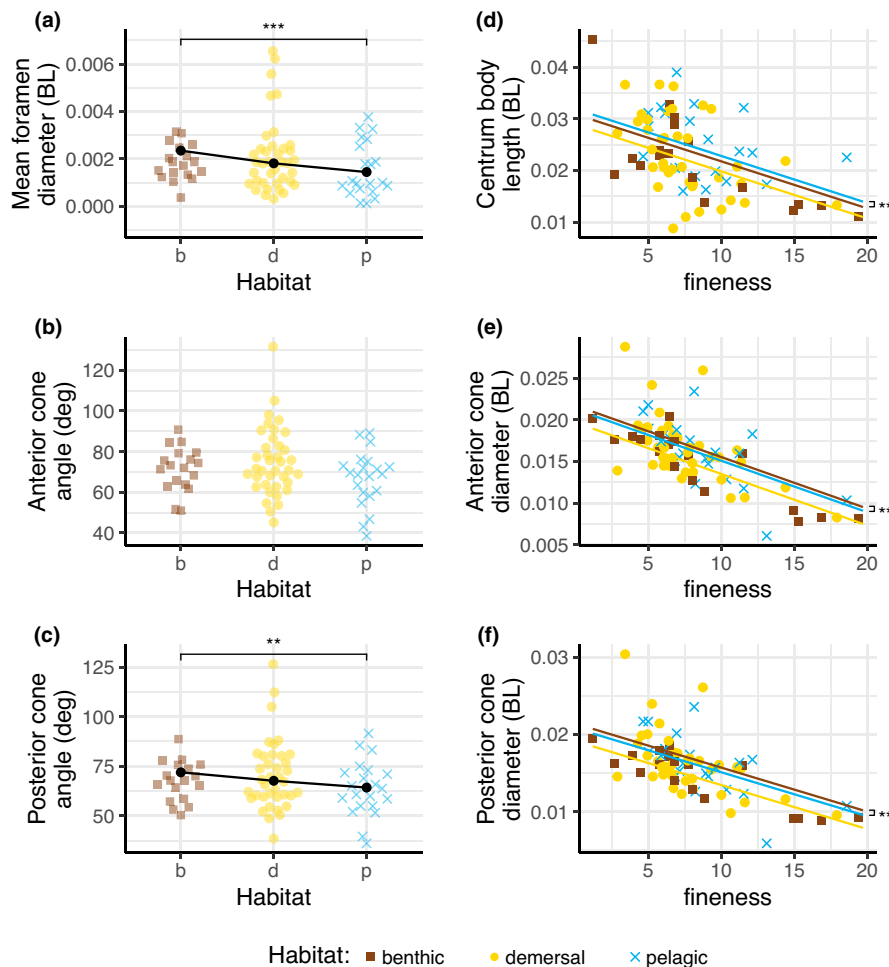 (a)
***
Mean foramen
diameter (BL)
0.006
0.004
0.002
0.000
b d p
Habitat
(d)
Centrum body
length (BL)
0.04
0.03
0.02
0.01
**
5 10 15 20
fineness
(b)
Anterior cone
angle (deg)
120
100
80
60
40
b d p
Habitat
(e)
Anterior cone
diameter (BL)
0.025
0.020
0.015
0.010
0.005
**
5 10 15 20
fineness
(c)
**
Posterior cone
angle (deg)
125
100
75
50
b d p
Habitat
(f)
Posterior cone
diameter (BL)
0.03
0.02
0.01
**
5 10 15 20
fineness
Habitat: benthic demersal pelagic